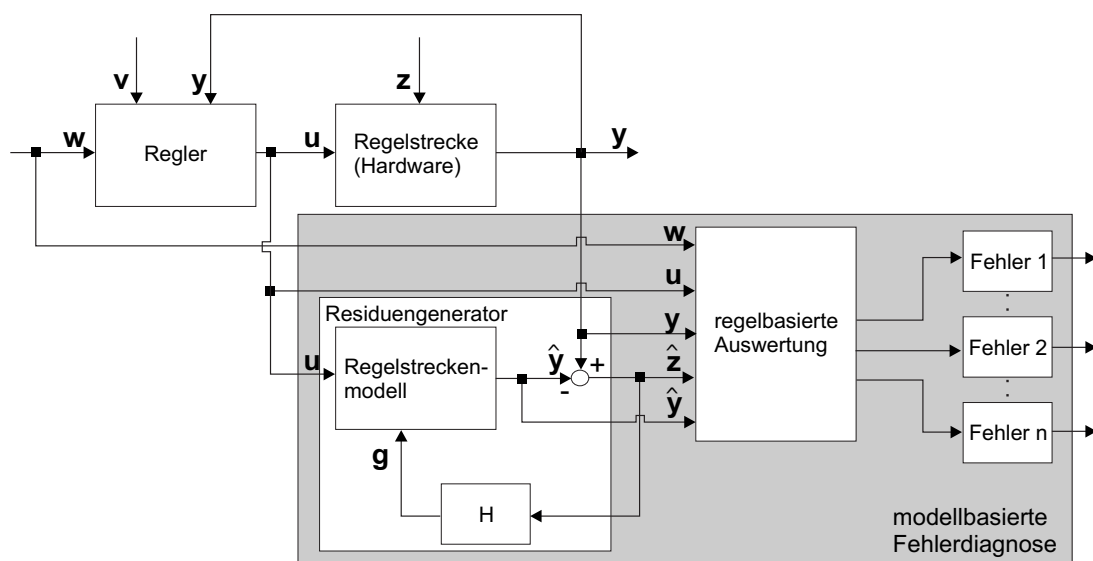 v
y
z
w
Regler
u
Regelstrecke
(Hardware)
y
w
u
y
ẑ
ŷ
regelbasierte
Auswertung
Fehler 1
Fehler 2
Fehler n
Residuengenerator
u
Regelstrecken-
modell
ŷ
+
-
g
H
modellbasierte
Fehlerdiagnose